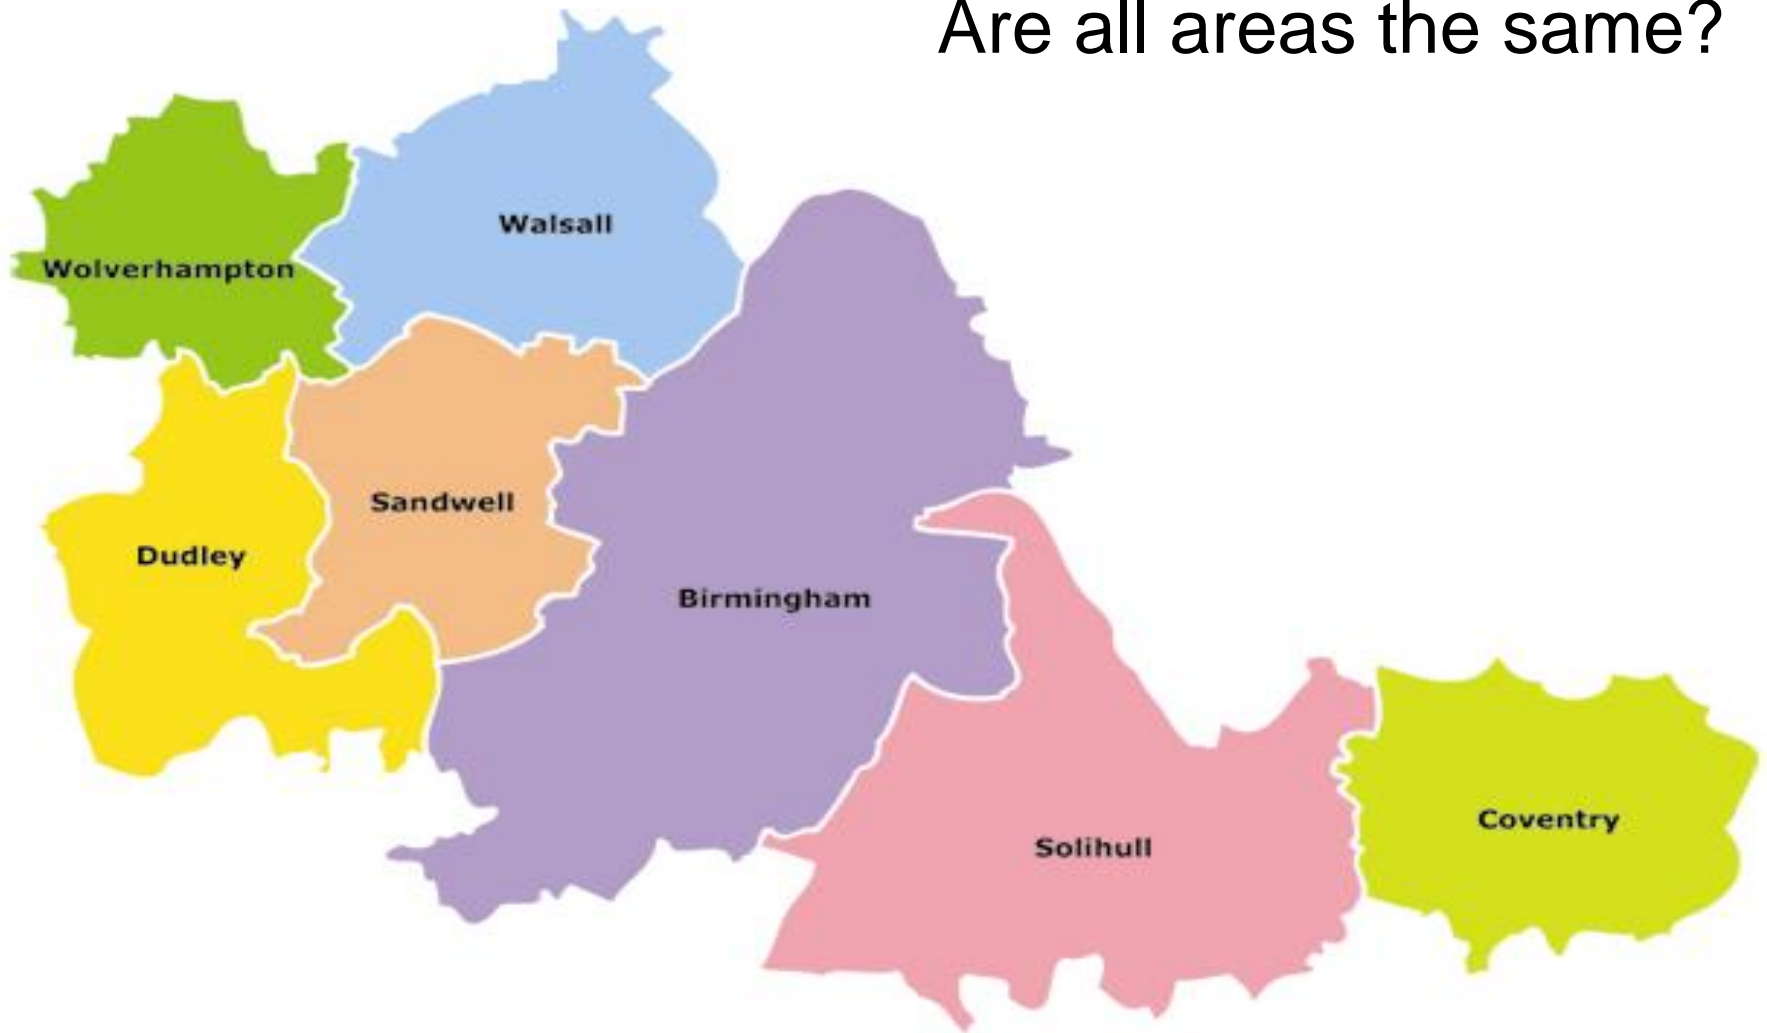 Are all areas the same?
Walsall
Wolverhampton
Sandwell
Dudley
Birmingham
Coventry
Solihull